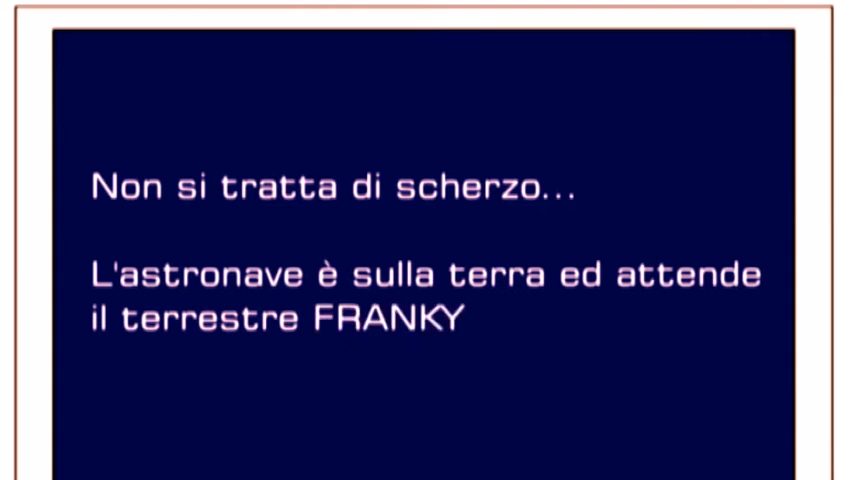 Non si tratta di scherzo...
L'astronave è sulla terra ed attende
il terrestre FRANKY